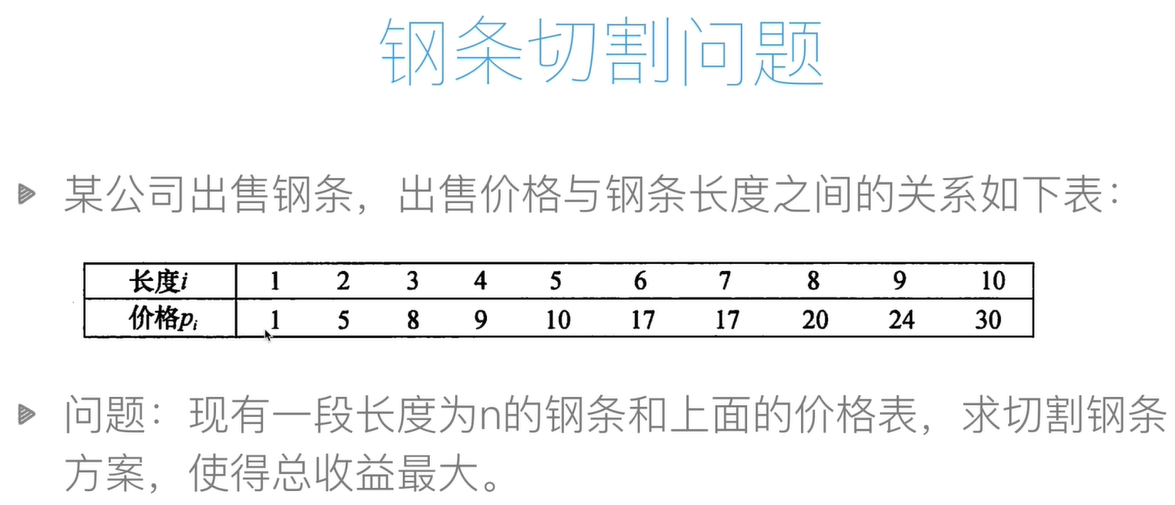 钢条切割问题
某公司出售钢条，出售价格与钢条长度之间的关系如下表：
长度i 1 2 3 4 5 6 7 8 9 10
价格pi 1 5 8 9 10 17 17 20 24 30
问题：现有一段长度为n的钢条和上面的价格表，求切割钢条
方案，使得总收益最大。